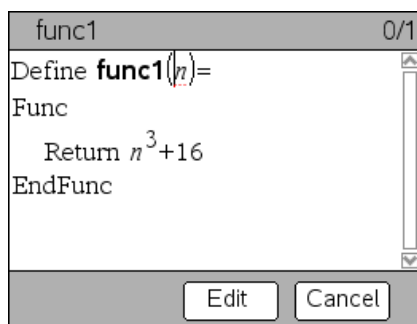 func1 0/1
Define func1(n)=
Func
Return n³+16
EndFunc
Edit Cancel